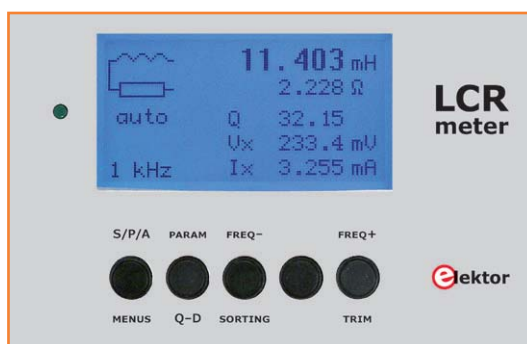 11.403 mH
2.228 Ω
auto
Q 32.15
Vx 233.4 mV
1 kHz
Ix 3.255 mA
LCR
meter
S/P/A PARAM FREQ- FREQ+
elektor
MENUS Q-D SORTING TRIM